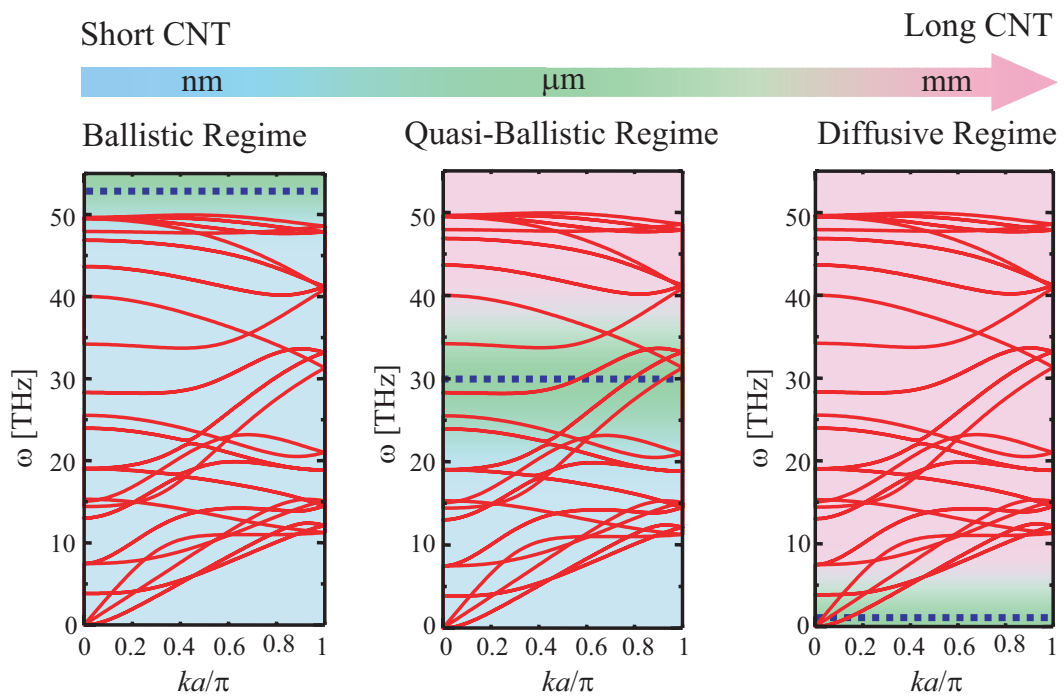 Short CNT
Long CNT
nm
μm
mm
Ballistic Regime
Quasi-Ballistic Regime
Diffusive Regime
ω [THz]
50
40
30
20
10
0
0 0.2 0.4 0.6 0.8 1
ka/π
ω [THz]
50
40
30
20
10
0
0 0.2 0.4 0.6 0.8 1
ka/π
ω [THz]
50
40
30
20
10
0
0 0.2 0.4 0.6 0.8 1
ka/π